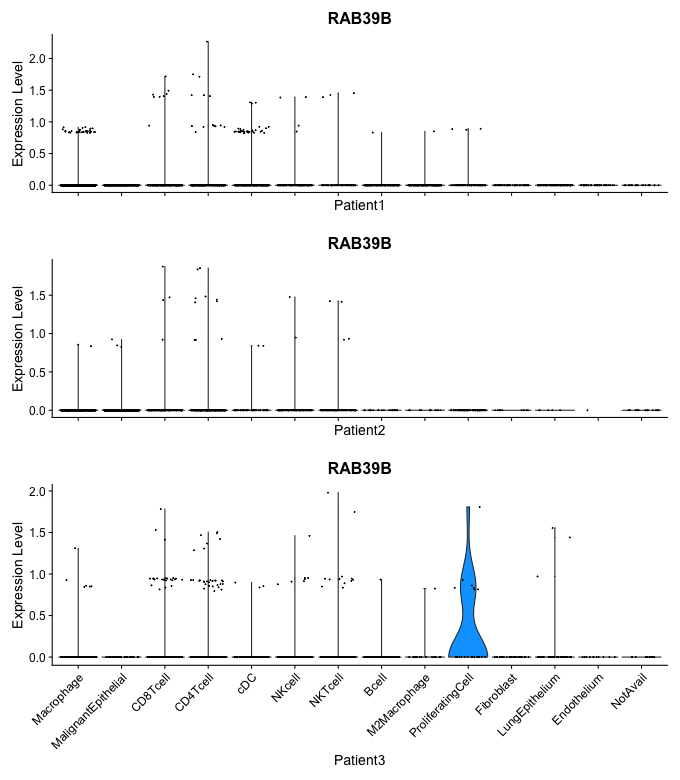 RAB39B
Expression Level
2.0
1.5
1.0
0.5
0.0
Patient1
RAB39B
Expression Level
1.5
1.0
0.5
0.0
Patient2
RAB39B
Expression Level
2.0
1.5
1.0
0.5
0.0
Macrophage
MalignantEpithelial
CD8Tcell
CD4Tcell
cDC
NKcell
NKTcell
Bcell
M2Macrophage
ProliferatingCell
Fibroblast
LungEpithelium
Endothelium
NotAvail
Patient3